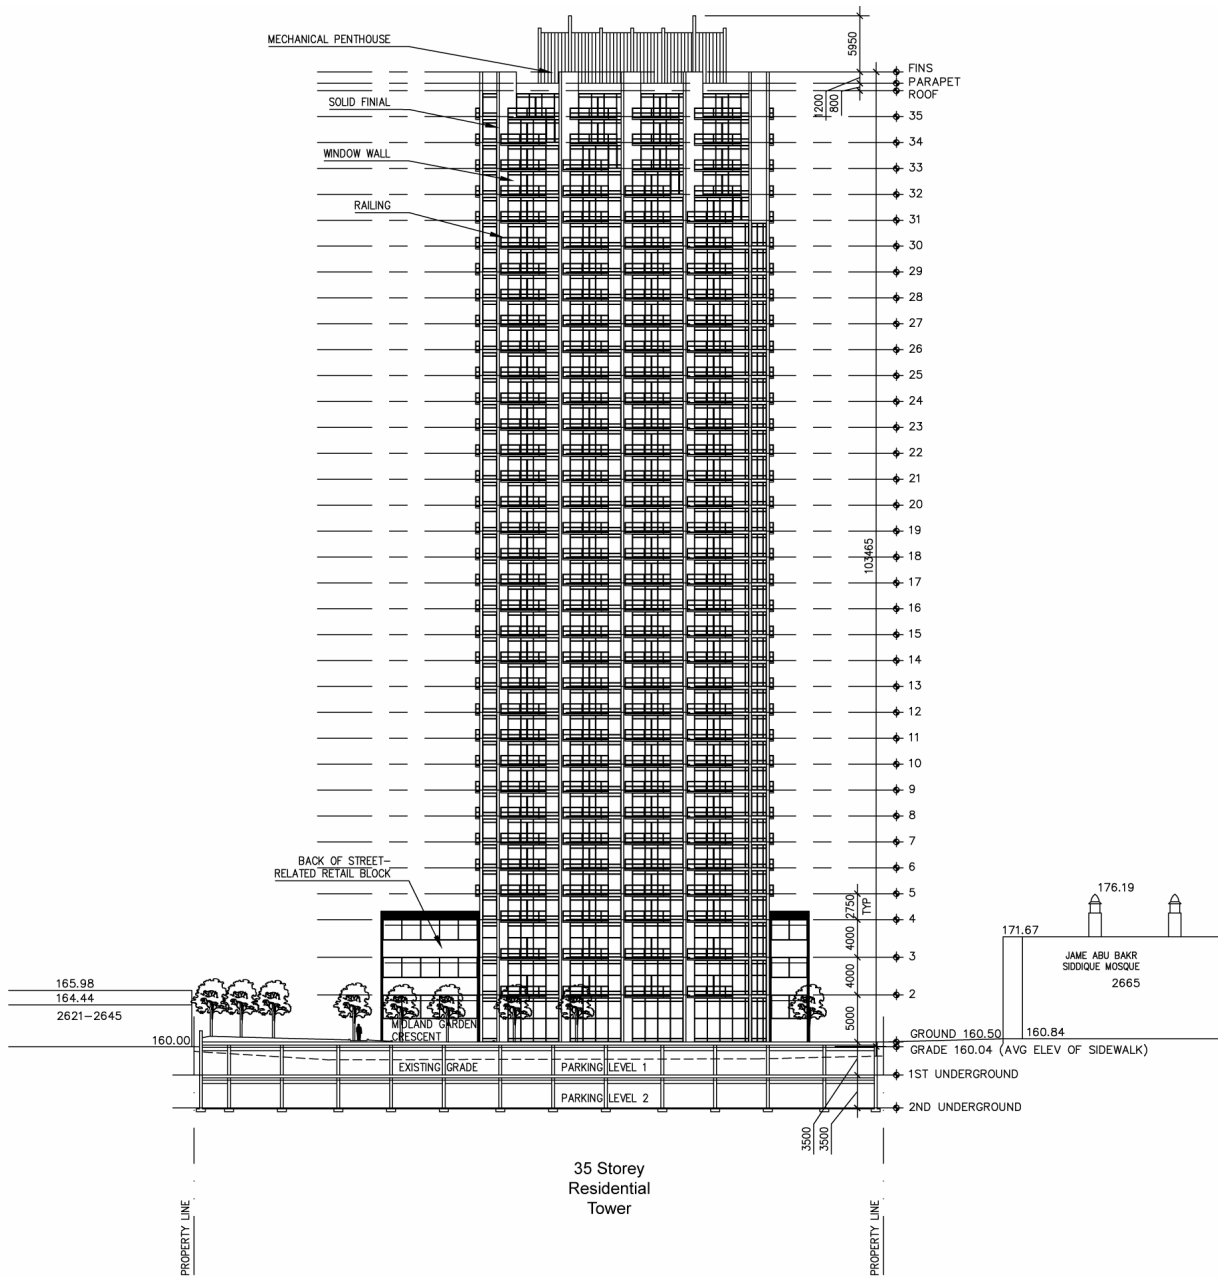 5950
MECHANICAL PENTHOUSE
FINS
PARAPET
ROOF
1200
800
SOLID FINIAL
35
34
WINDOW WALL
33
32
RAILING
31
30
29
28
27
26
25
24
23
22
21
20
19
103465
18
17
16
15
14
13
12
11
10
9
8
7
BACK OF STREET-
RELATED RETAIL BLOCK
6
5
2750
TYP
4
4000
3
4000
2
5000
176.19
171.67
JAME ABU BAKR
SIDDIQUE MOSQUE
2665
165.98
164.44
2621-2645
160.00
MIDLAND GARDEN
CRESCENT
GROUND 160.50
160.84
GRADE 160.04 (AVG ELEV OF SIDEWALK)
EXISTING GRADE
PARKING LEVEL 1
1ST UNDERGROUND
PARKING LEVEL 2
2ND UNDERGROUND
3500
3500
35 Storey
Residential
Tower
PROPERTY LINE
PROPERTY LINE